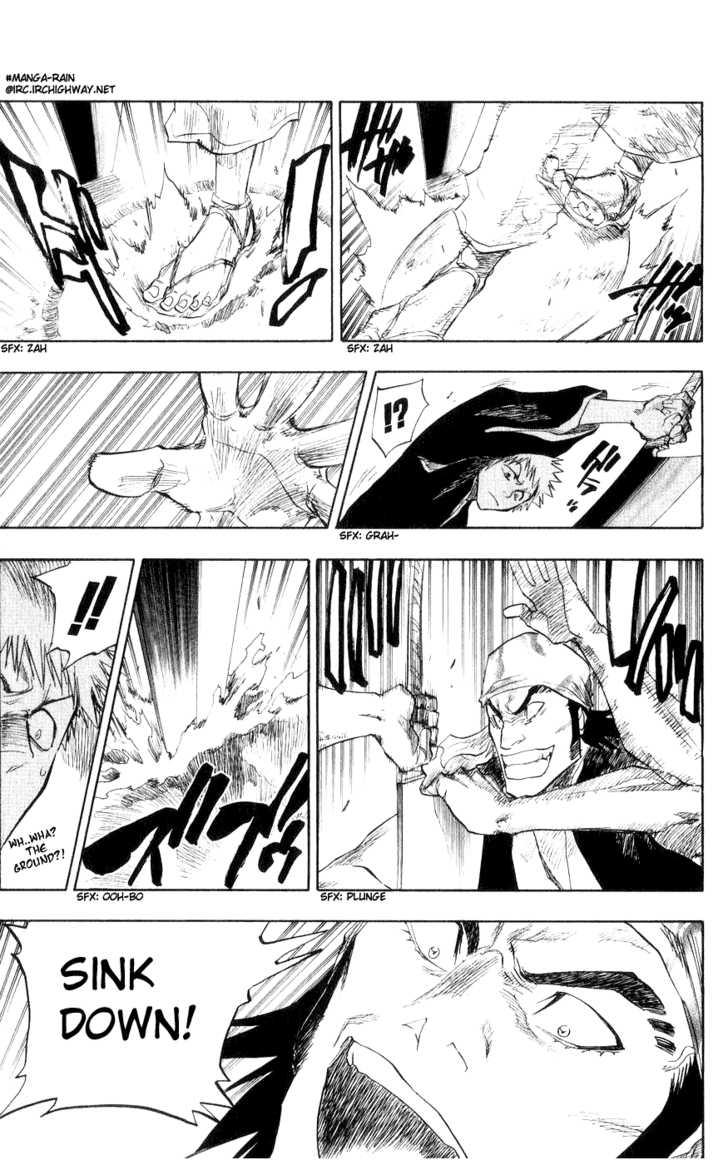 #MANGA-RAIN
@IRC.IRCHIGHWAY.NET
SFX: ZAH
SFX: ZAH
!?
SFX: GRAH-
SFX: PLUNGE
SFX: OOH-BO
!!
WH..WHA?
THE
GROUND?!
SINK
DOWN!